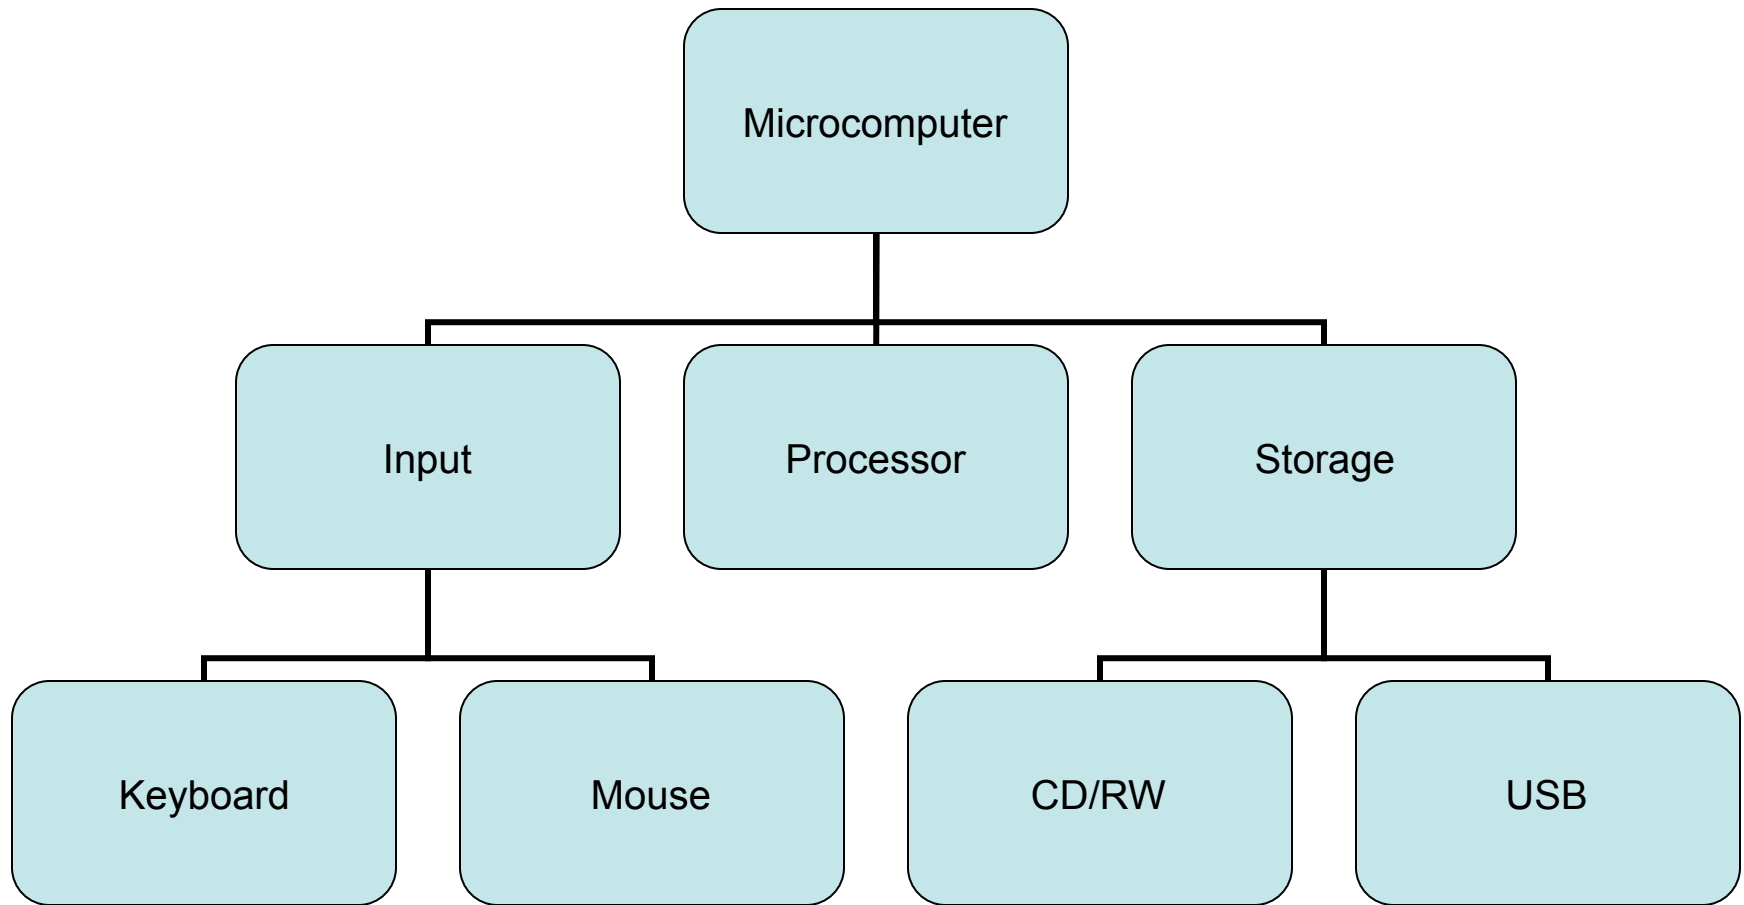 Microcomputer
Input
Processor
Storage
Keyboard
Mouse
CD/RW
USB